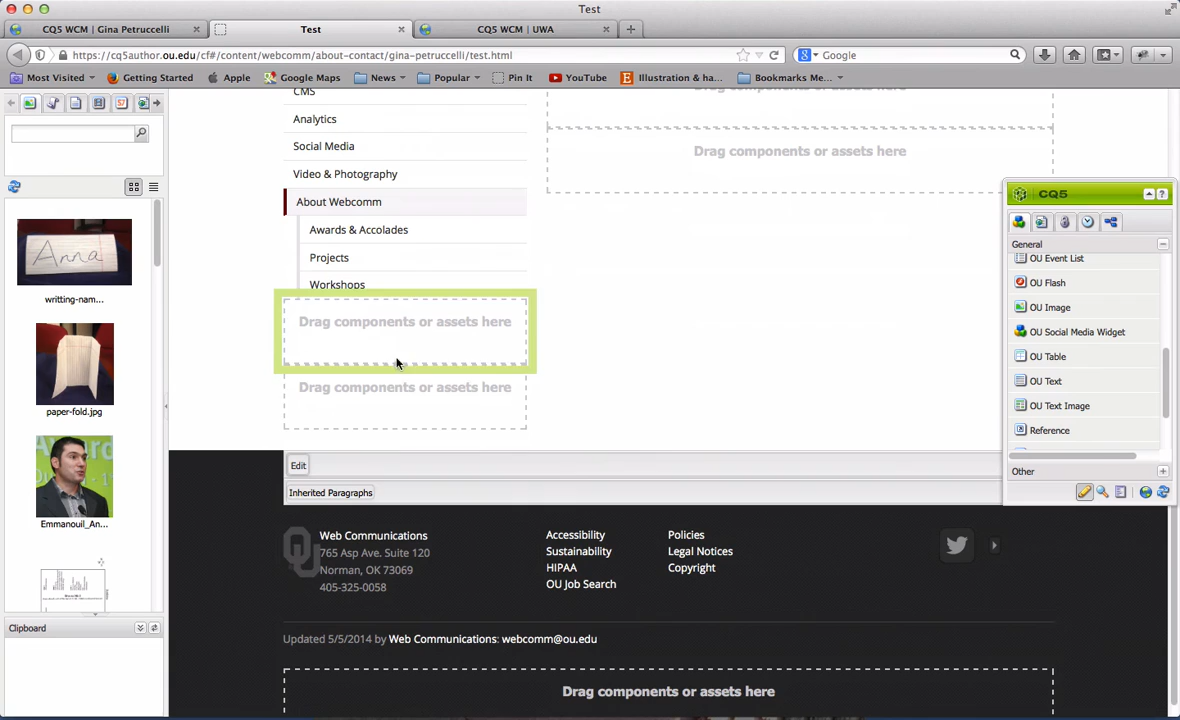 Test
CQ5 WCM | Gina Petruccelli
Test
CQ5 WCM | UWA
https://cq5author.ou.edu/cf#/content/webcomm/about-contact/gina-petruccelli/test.html
Google
Most Visited
Getting Started
Apple
Google Maps
News
Popular
Pin It
YouTube
Illustration & ha...
Bookmarks Me...
CMS
Analytics
Social Media
Video & Photography
About Webcomm
Awards & Accolades
Projects
Workshops
Drag components or assets here
Drag components or assets here
Drag components or assets here
Drag components or assets here
Anna
writting-nam...
paper-fold.jpg
Emmanouil_An...
Clipboard
CQ5
General
OU Event List
OU Flash
OU Image
OU Social Media Widget
OU Table
OU Text
OU Text Image
Reference
Other
Edit
Inherited Paragraphs
Web Communications
765 Asp Ave. Suite 120
Norman, OK 73069
405-325-0058
Accessibility
Sustainability
HIPAA
OU Job Search
Policies
Legal Notices
Copyright
Updated 5/5/2014 by Web Communications: webcomm@ou.edu
Drag components or assets here